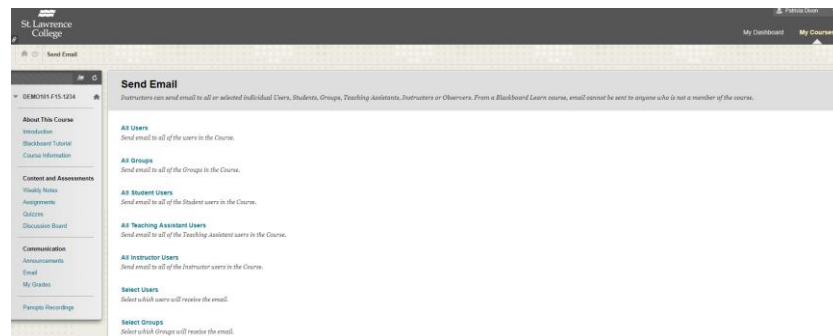 St. Lawrence
College
Patricia Dixon
My Dashboard
My Courses
Send Email
DEMO101-F15-1234
About This Course
Introduction
Blackboard Tutorial
Course Information
Content and Assessments
Weekly Notes
Assignments
Quizzes
Discussion Board
Communication
Announcements
Email
My Grades
Panopto Recordings
Send Email
Instructors can send email to all or selected individual Users, Students, Groups, Teaching Assistants, Instructors or Observers. From a Blackboard Learn course, email cannot be sent to anyone who is not a member of the course.
All Users
Send email to all of the users in the Course.
All Groups
Send email to all of the Groups in the Course.
All Student Users
Send email to all of the Student users in the Course.
All Teaching Assistant Users
Send email to all of the Teaching Assistant users in the Course.
All Instructor Users
Send email to all of the Instructor users in the Course.
Select Users
Select which users will receive the email.
Select Groups
Select which Groups will receive the email.